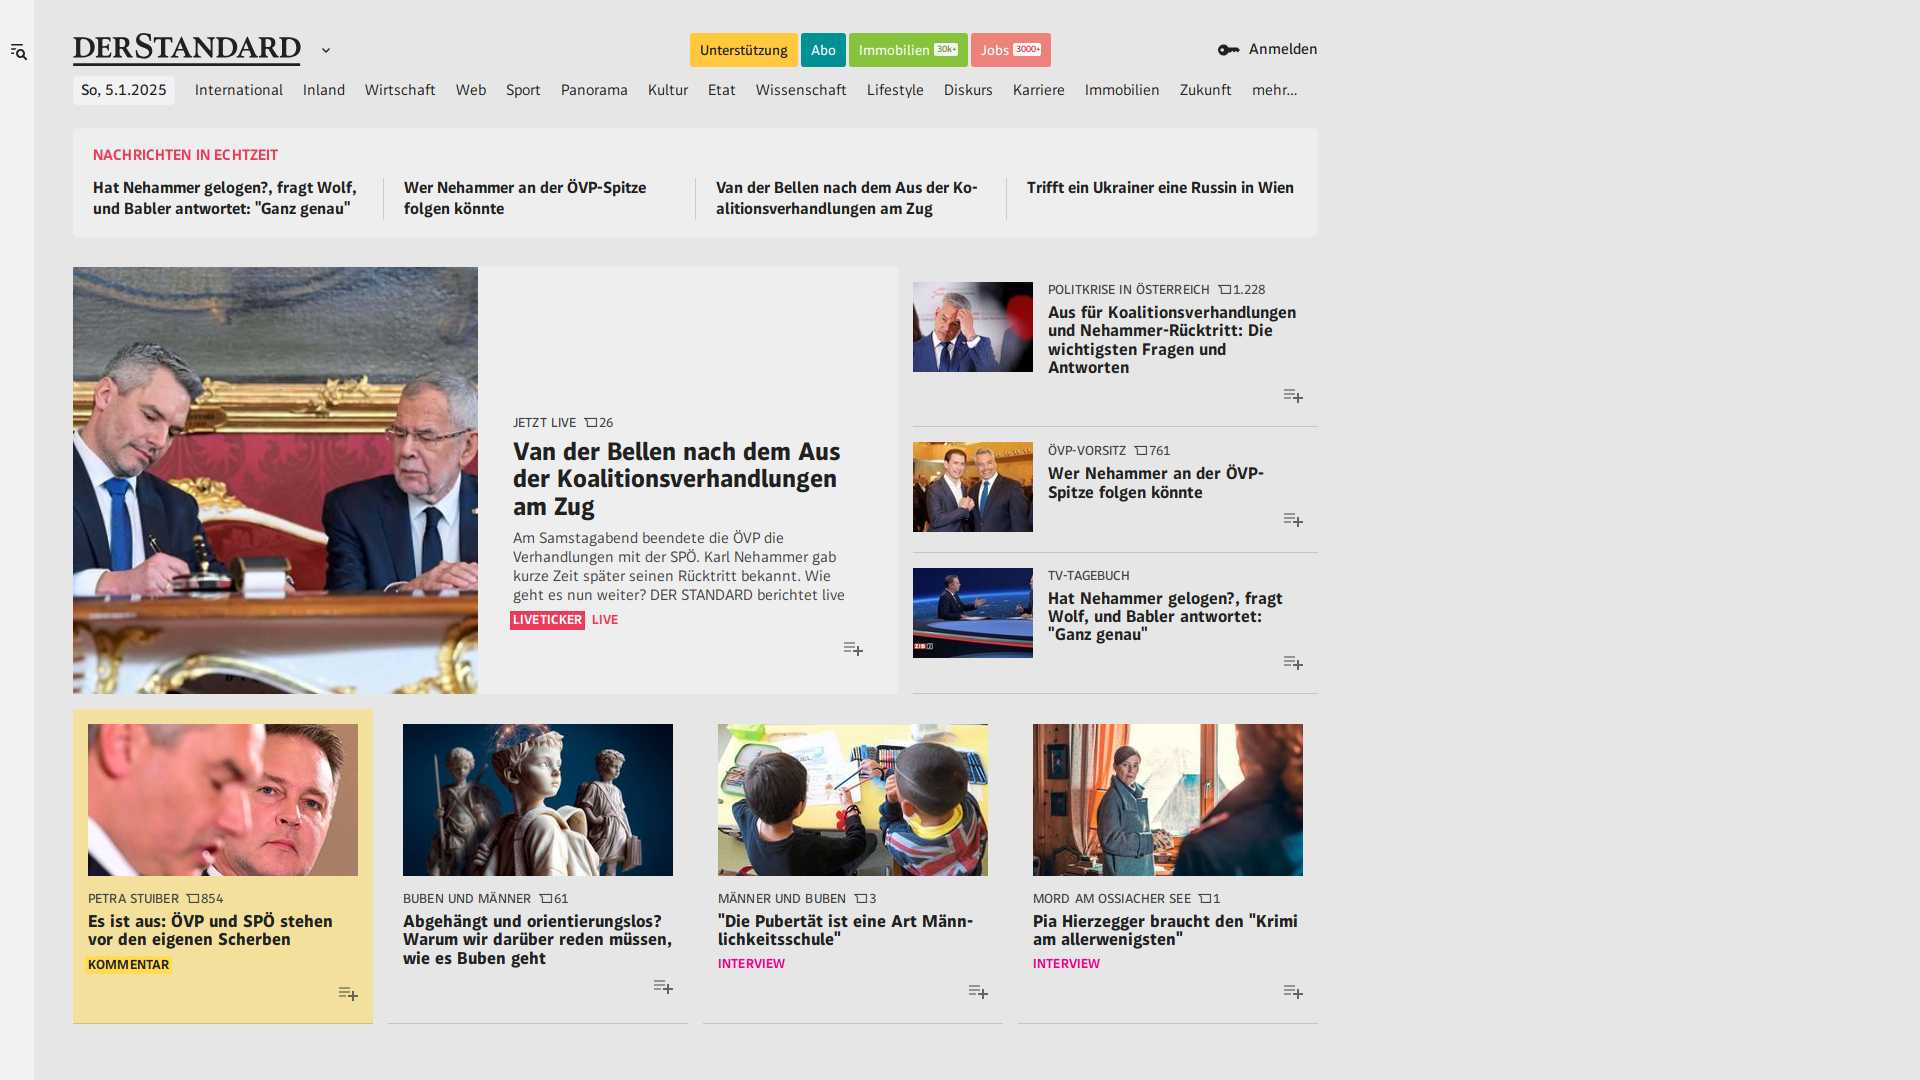 DERSTANDARD
Unterstützung
Abo
Immobilien 30k+
Jobs 3000+
Anmelden
So, 5.1.2025
International
Inland
Wirtschaft
Web
Sport
Panorama
Kultur
Etat
Wissenschaft
Lifestyle
Diskurs
Karriere
Immobilien
Zukunft
mehr…
NACHRICHTEN IN ECHTZEIT
Hat Nehammer gelogen?, fragt Wolf,
und Babler antwortet: "Ganz genau"
Wer Nehammer an der ÖVP-Spitze
folgen könnte
Van der Bellen nach dem Aus der Ko-
alitionsverhandlungen am Zug
Trifft ein Ukrainer eine Russin in Wien
JETZT LIVE 26
Van der Bellen nach dem Aus
der Koalitionsverhandlungen
am Zug
Am Samstagabend beendete die ÖVP die
Verhandlungen mit der SPÖ. Karl Nehammer gab
kurze Zeit später seinen Rücktritt bekannt. Wie
geht es nun weiter? DER STANDARD berichtet live
LIVETICKER LIVE
POLITKRISE IN ÖSTERREICH 1.228
Aus für Koalitionsverhandlungen
und Nehammer-Rücktritt: Die
wichtigsten Fragen und
Antworten
ÖVP-VORSITZ 761
Wer Nehammer an der ÖVP-
Spitze folgen könnte
TV-TAGEBUCH
Hat Nehammer gelogen?, fragt
Wolf, und Babler antwortet:
"Ganz genau"
ZIB 2
PETRA STUIBER 854
Es ist aus: ÖVP und SPÖ stehen
vor den eigenen Scherben
KOMMENTAR
BUBEN UND MÄNNER 61
Abgehängt und orientierungslos?
Warum wir darüber reden müssen,
wie es Buben geht
MÄNNER UND BUBEN 3
"Die Pubertät ist eine Art Männ-
lichkeitsschule"
INTERVIEW
MORD AM OSSIACHER SEE 1
Pia Hierzegger braucht den "Krimi
am allerwenigsten"
INTERVIEW